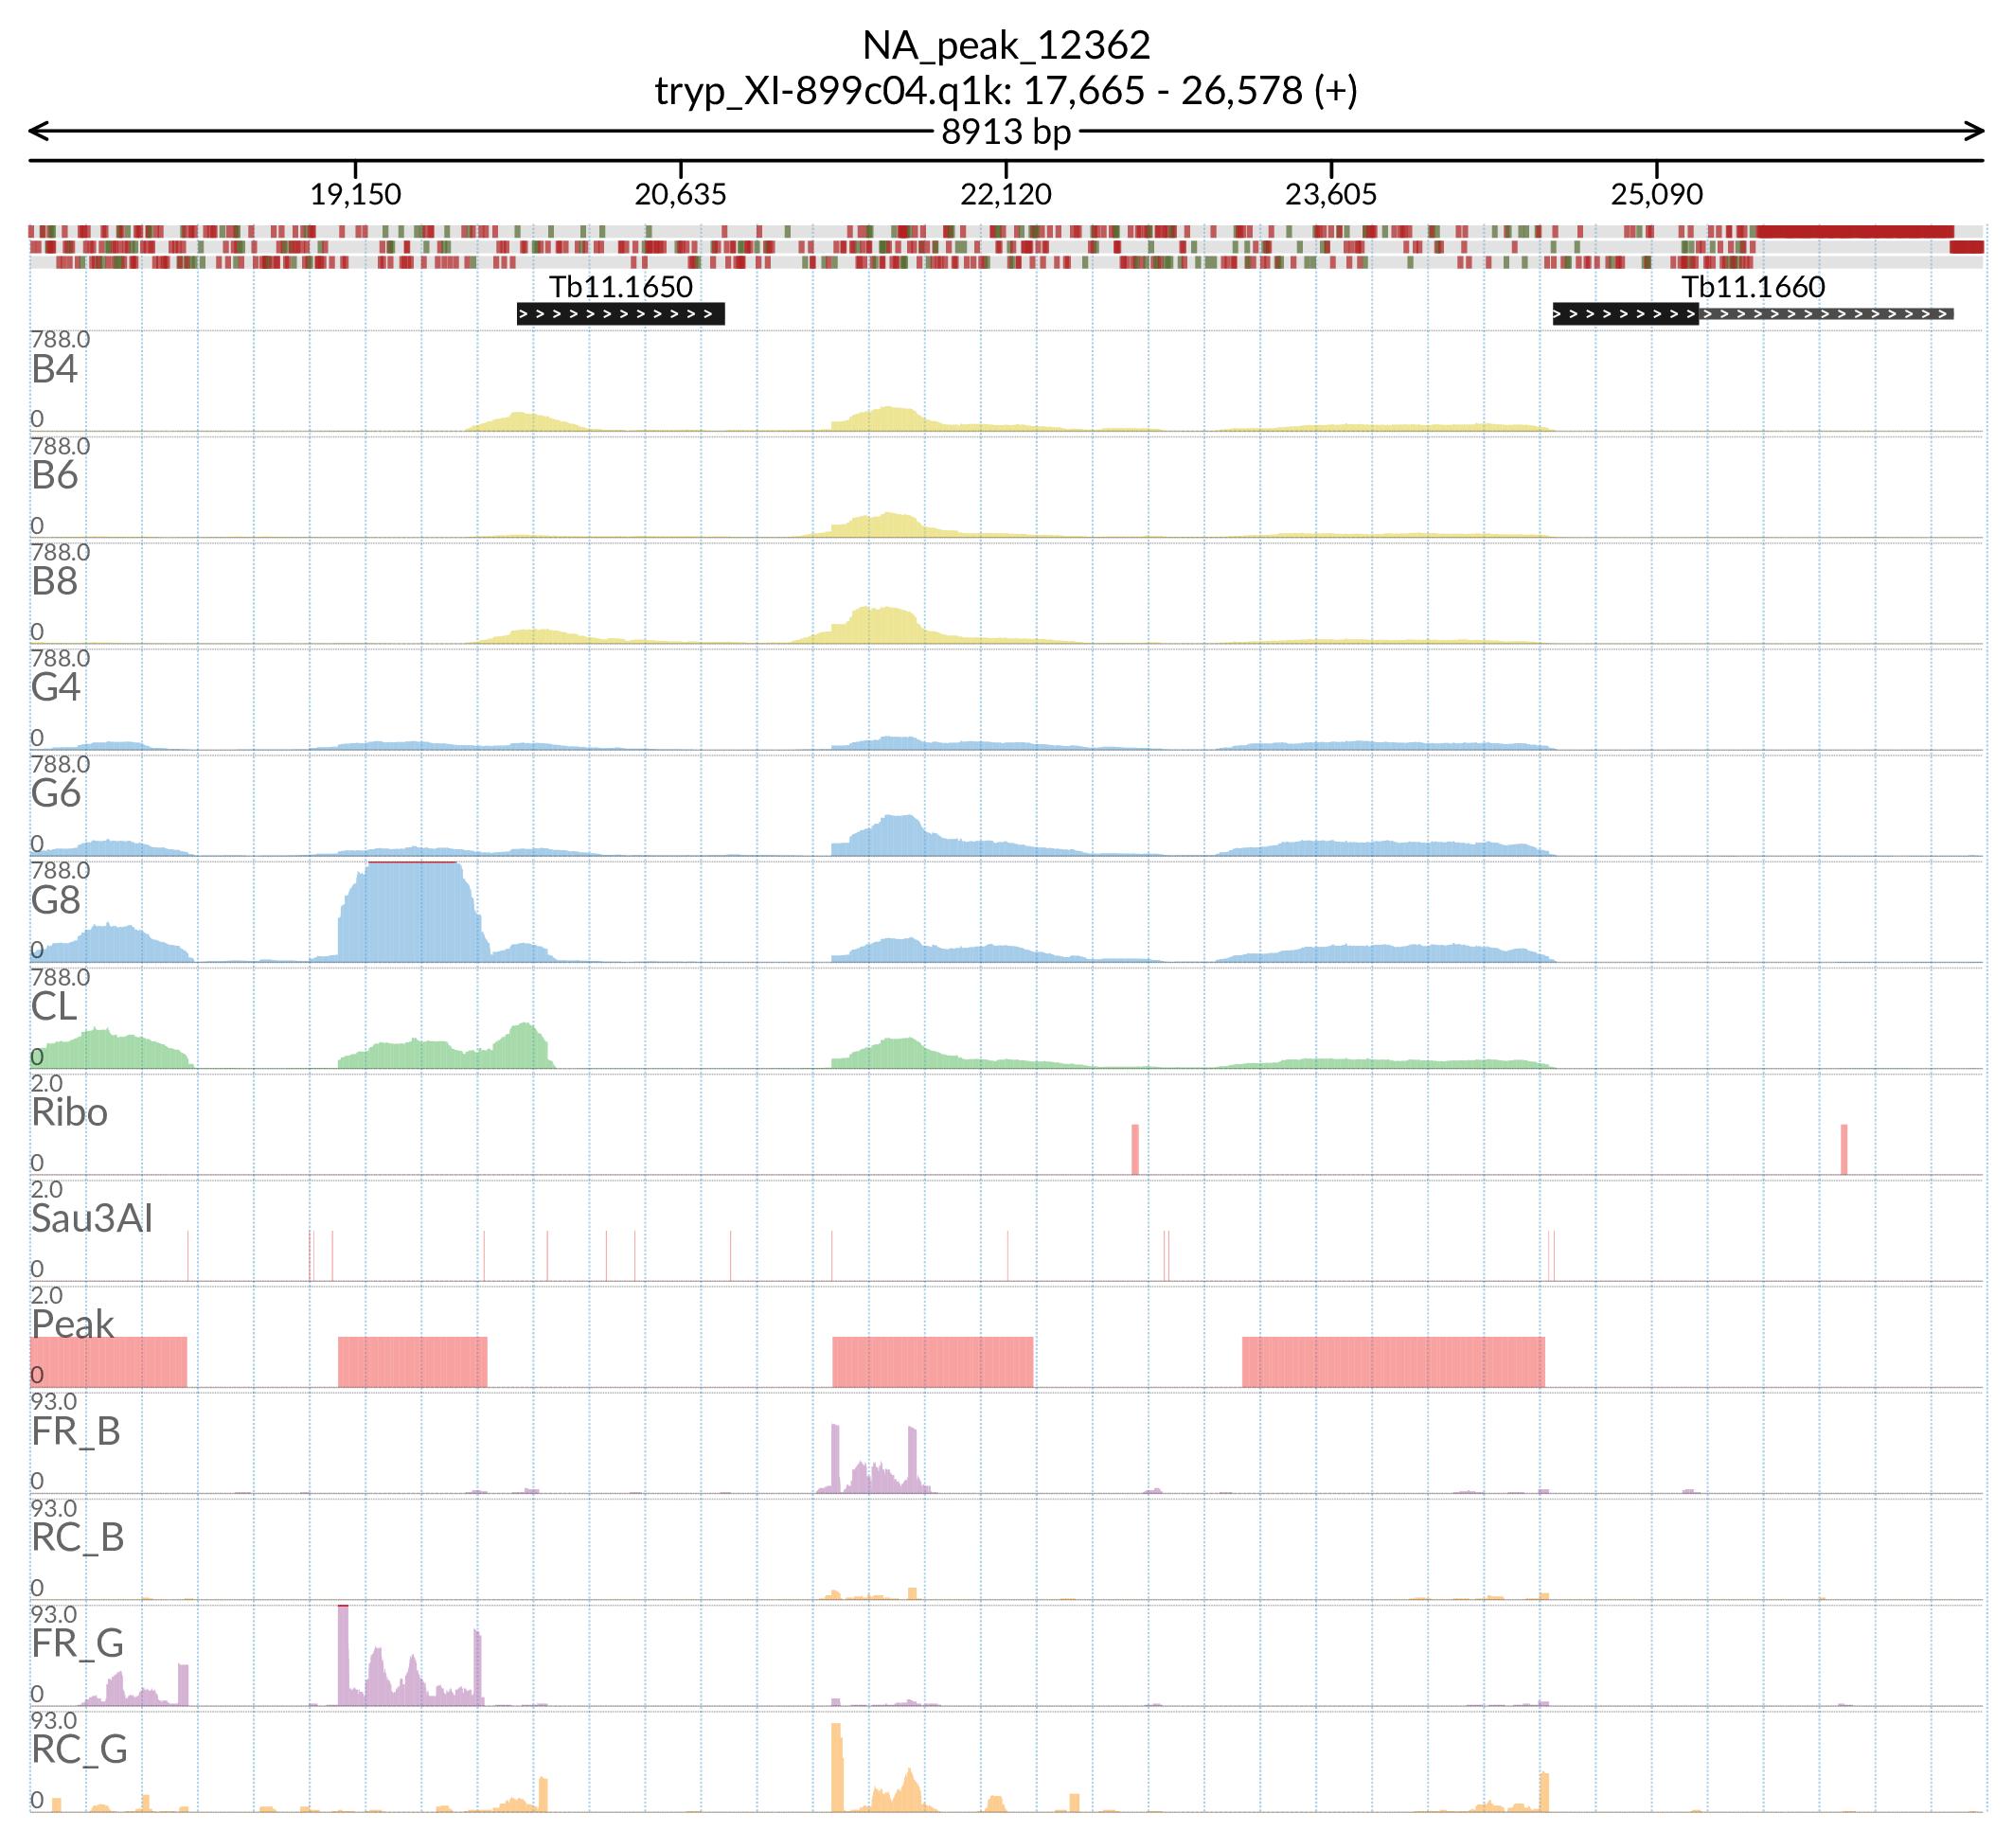 NA_peak_12362
tryp_XI-899c04.q1k: 17,665 - 26,578 (+)
8913 bp
19,150 20,635 22,120 23,605 25,090
Tb11.1650 Tb11.1660
788.0
B4
0
788.0
B6
0
788.0
B8
0
788.0
G4
0
788.0
G6
0
788.0
G8
0
788.0
CL
0
2.0
Ribo
0
2.0
Sau3AI
0
2.0
Peak
0
93.0
FR_B
0
93.0
RC_B
0
93.0
FR_G
0
93.0
RC_G
0